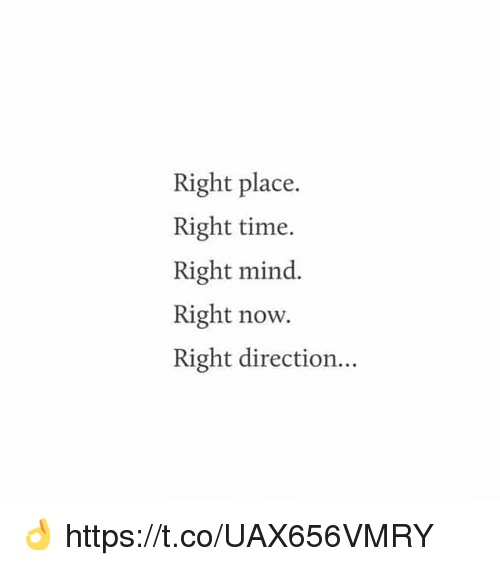 Right place.
Right time.
Right mind.
Right now.
Right direction...
👌 https://t.co/UAX656VMRY